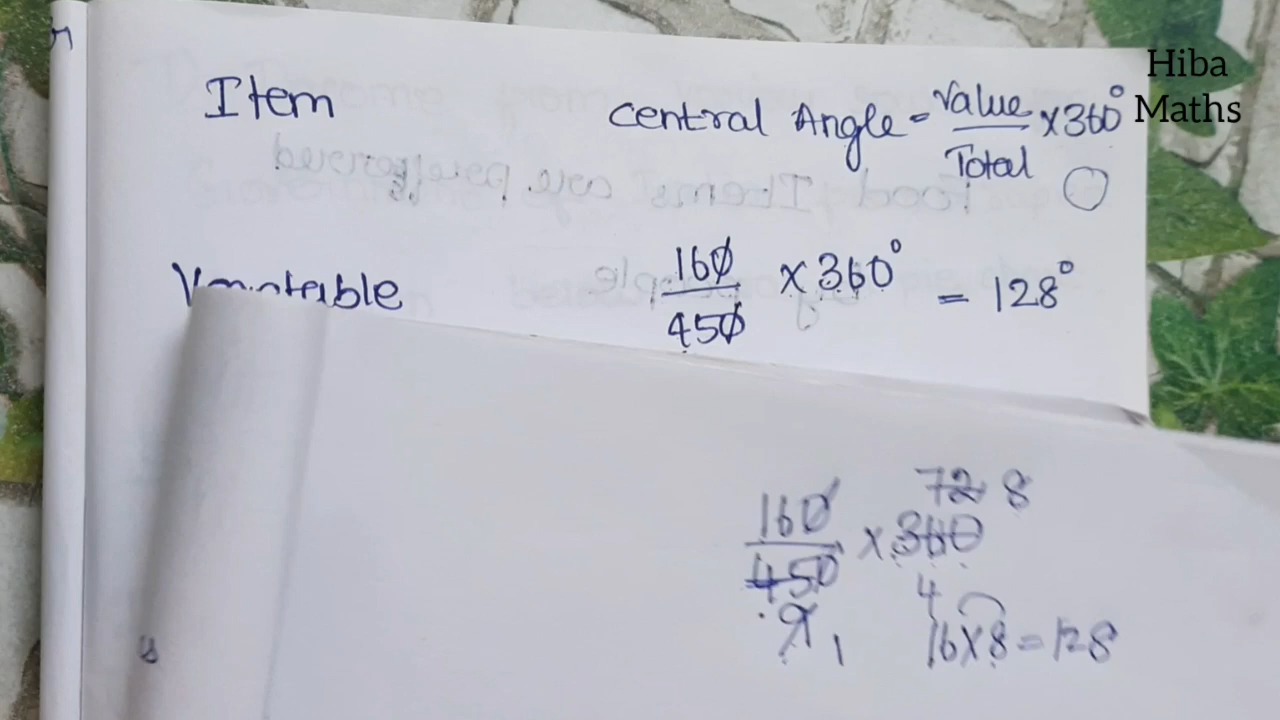 Item
Central Angle = Value/Total × 360°
Hiba
Maths
160/450 × 360° = 128°
72 8
160/450 × 360
9 1
4
16×8=128